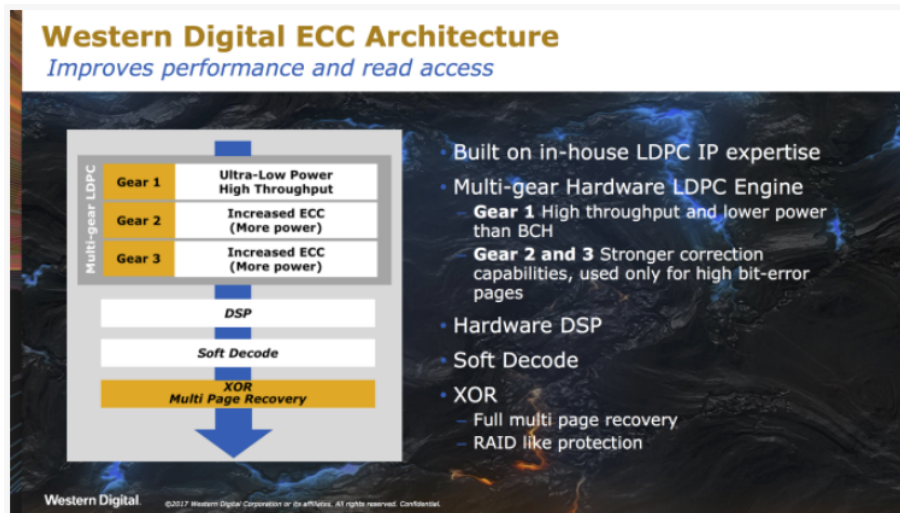 Western Digital ECC Architecture
Improves performance and read access
Multi-gear LDPC
Gear 1
Ultra-Low Power
High Throughput
Gear 2
Increased ECC
(More power)
Gear 3
Increased ECC
(More power)
DSP
Soft Decode
XOR
Multi Page Recovery
• Built on in-house LDPC IP expertise
• Multi-gear Hardware LDPC Engine
– Gear 1 High throughput and lower power
than BCH
– Gear 2 and 3 Stronger correction
capabilities, used only for high bit-error
pages
• Hardware DSP
• Soft Decode
• XOR
– Full multi page recovery
– RAID like protection
Western Digital.
©2017 Western Digital Corporation or its affiliates. All rights reserved. Confidential.